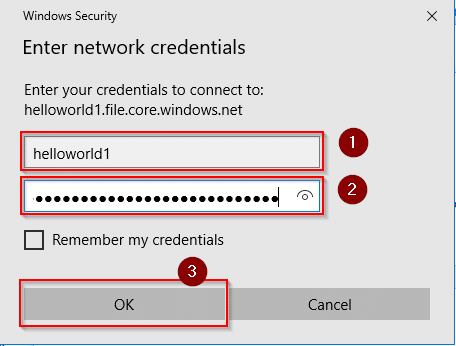 Windows Security
Enter network credentials
Enter your credentials to connect to:
helloworld1.file.core.windows.net
helloworld1
1
●●●●●●●●●●●●●●●●●●●●●●●●●●
2
Remember my credentials
3
OK
Cancel